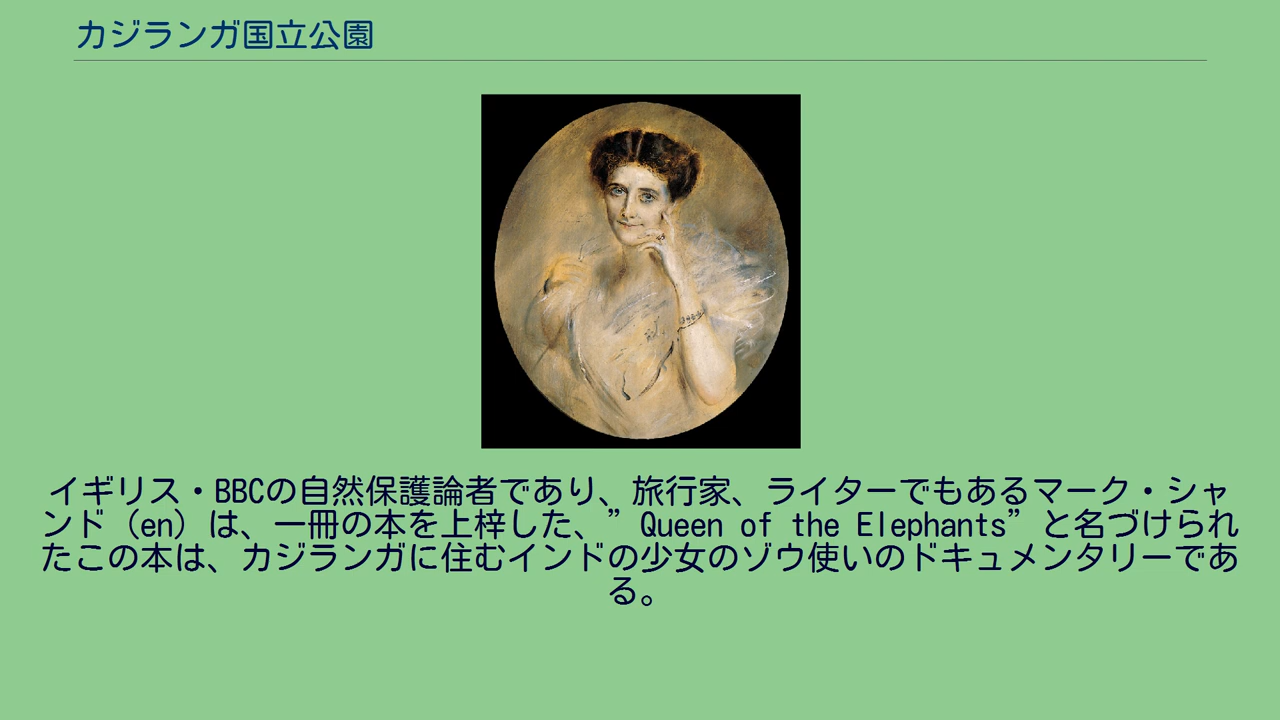 カジランガ国立公園
イギリス・BBCの自然保護論者であり、旅行家、ライターでもあるマーク・シャ
ンド（en）は、一冊の本を上梓した、”Queen of the Elephants”と名づけられ
たこの本は、カジランガに住むインドの少女のゾウ使いのドキュメンタリーであ
る。